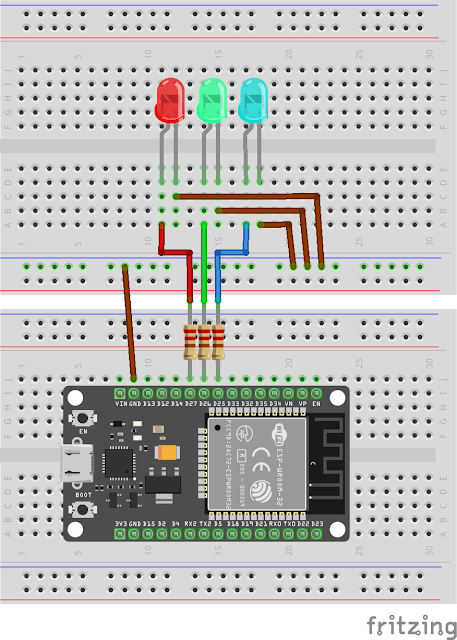 1 5 10 15 20 25 30
J
I
H
G
F
E
D
C
B
A
1 5 10 15 20 25 30
1 5 10 15 20 25 30
VIN GND D13 D12 D14 D27 D26 D25 D33 D32 D35 D34 VN VP EN
EN
WiFi
ESP-WROOM-32
CE
BOOT
3V3 GND D15 D2 D4 RX2 TX2 D5 D18 D19 D21 RX0 TX0 D22 D23
1 5 10 15 20 25 30
fritzing